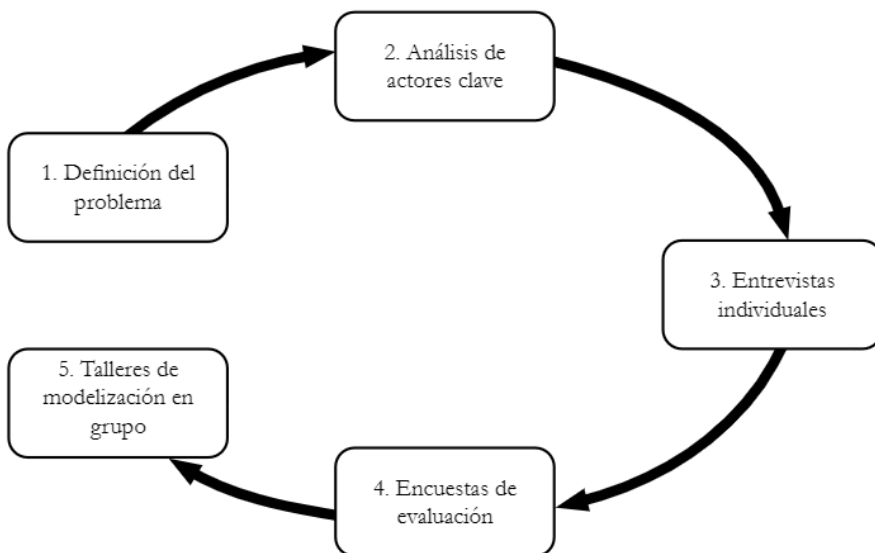 1. Definición del
problema
2. Análisis de
actores clave
3. Entrevistas
individuales
4. Encuestas de
evaluación
5. Talleres de
modelización en
grupo